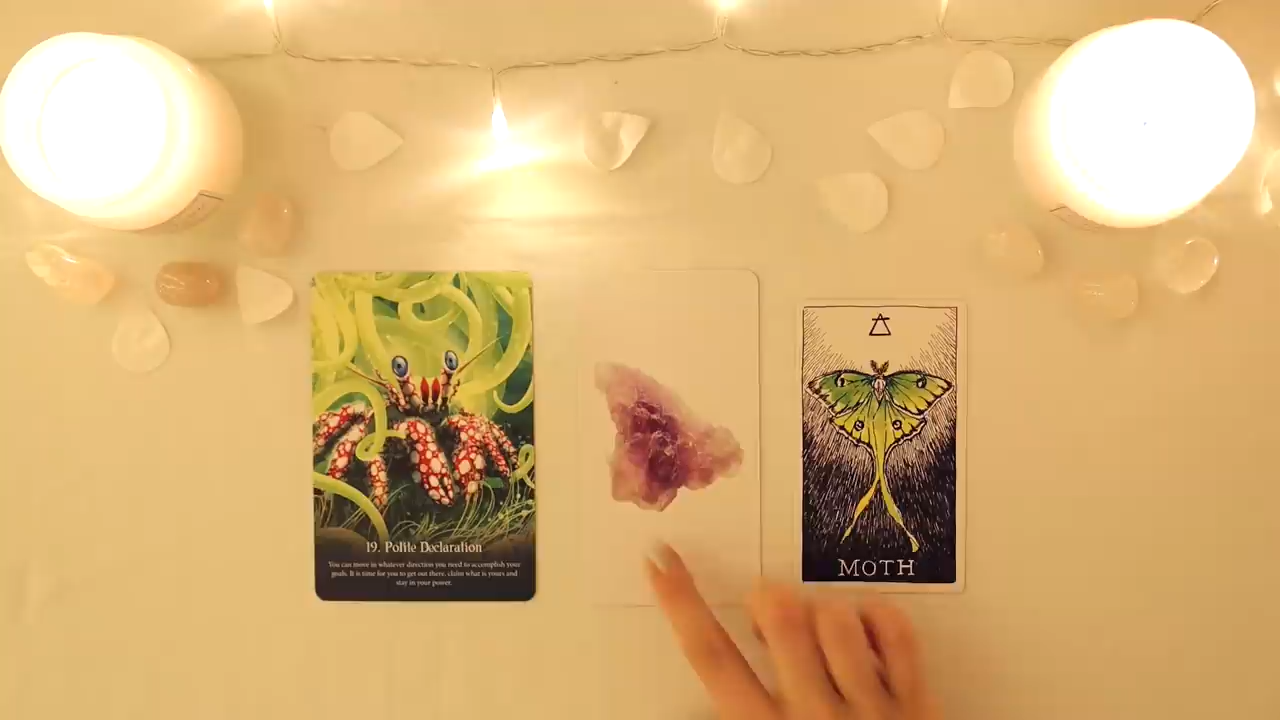 19. Polite Declaration
You can move in whatever direction you need to accomplish your
goals. It is time for you to get out there, claim what is yours and
stay in your power.
MOTH